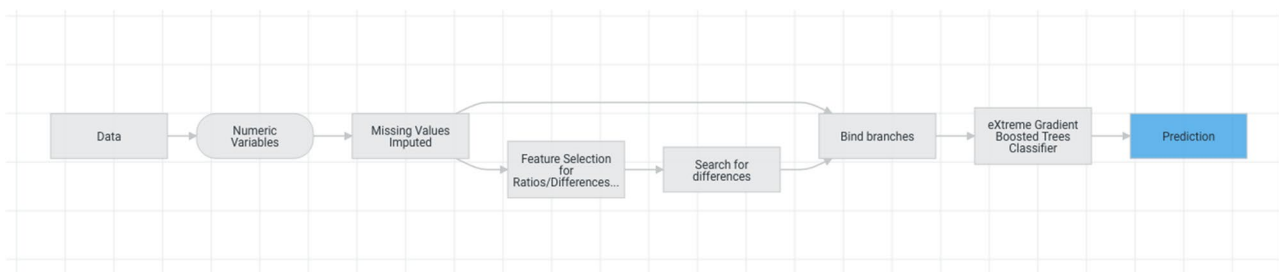 Data
Numeric
Variables
Missing Values
Imputed
Feature Selection
for
Ratios/Differences...
Search for
differences
Bind branches
eXtreme Gradient
Boosted Trees
Classifier
Prediction